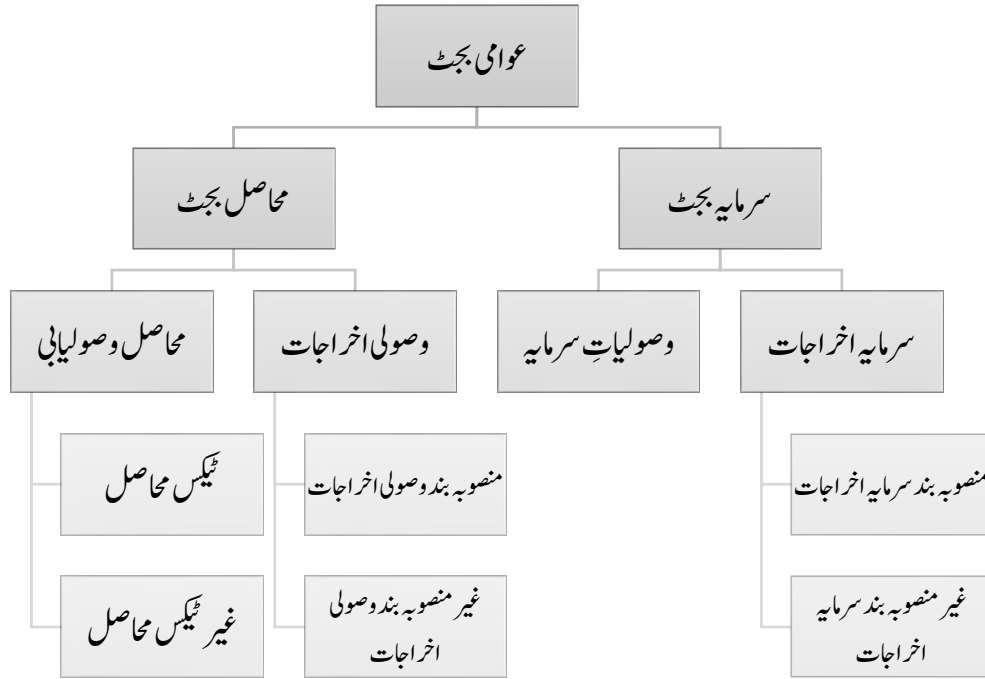 عوامی بجٹ
سرمایہ بجٹ
محاصل بجٹ
سرمایہ اخراجات
وصولیاتِ سرمایہ
وصولی اخراجات
محاصل وصولیابی
منصوبہ بند سرمایہ اخراجات
منصوبہ بند وصولی اخراجات
ٹیکس محاصل
غیر منصوبہ بند سرمایہ
اخراجات
غیر منصوبہ بند وصولی
اخراجات
غیر ٹیکس محاصل